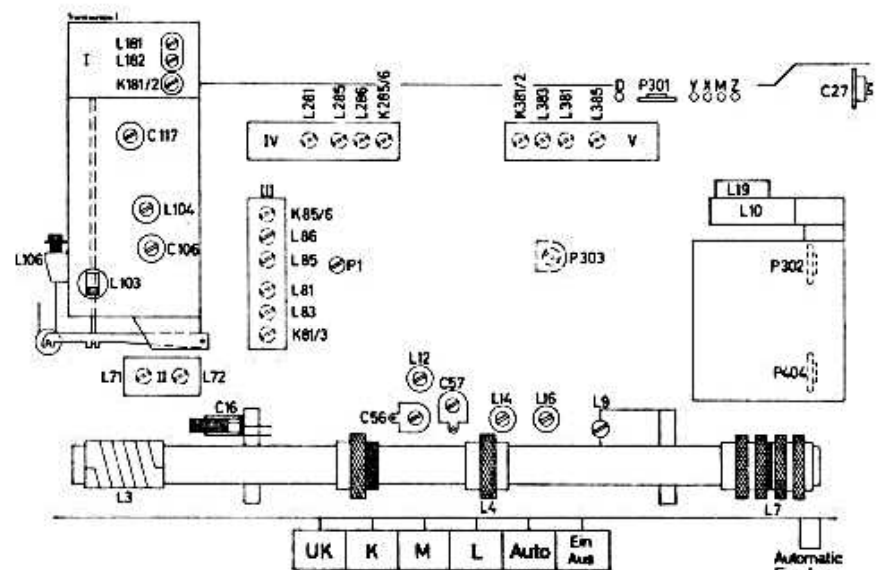 Transeuropa I
L181
I
L182
K181/2
L281
L285
L286
K285/6
K381/2
L383
L381
L385
P301
Y X M Z
C27
C117
IV
V
III
L19
L10
L104
K85/6
L86
C106
L85
P1
P303
L106
L103
P302
L81
L83
K81/3
L71
II
L72
L12
C57
P404
C16
C56
L14
L16
L9
L3
L4
L7
UK
K
M
L
Auto
Ein
Aus
Automatic